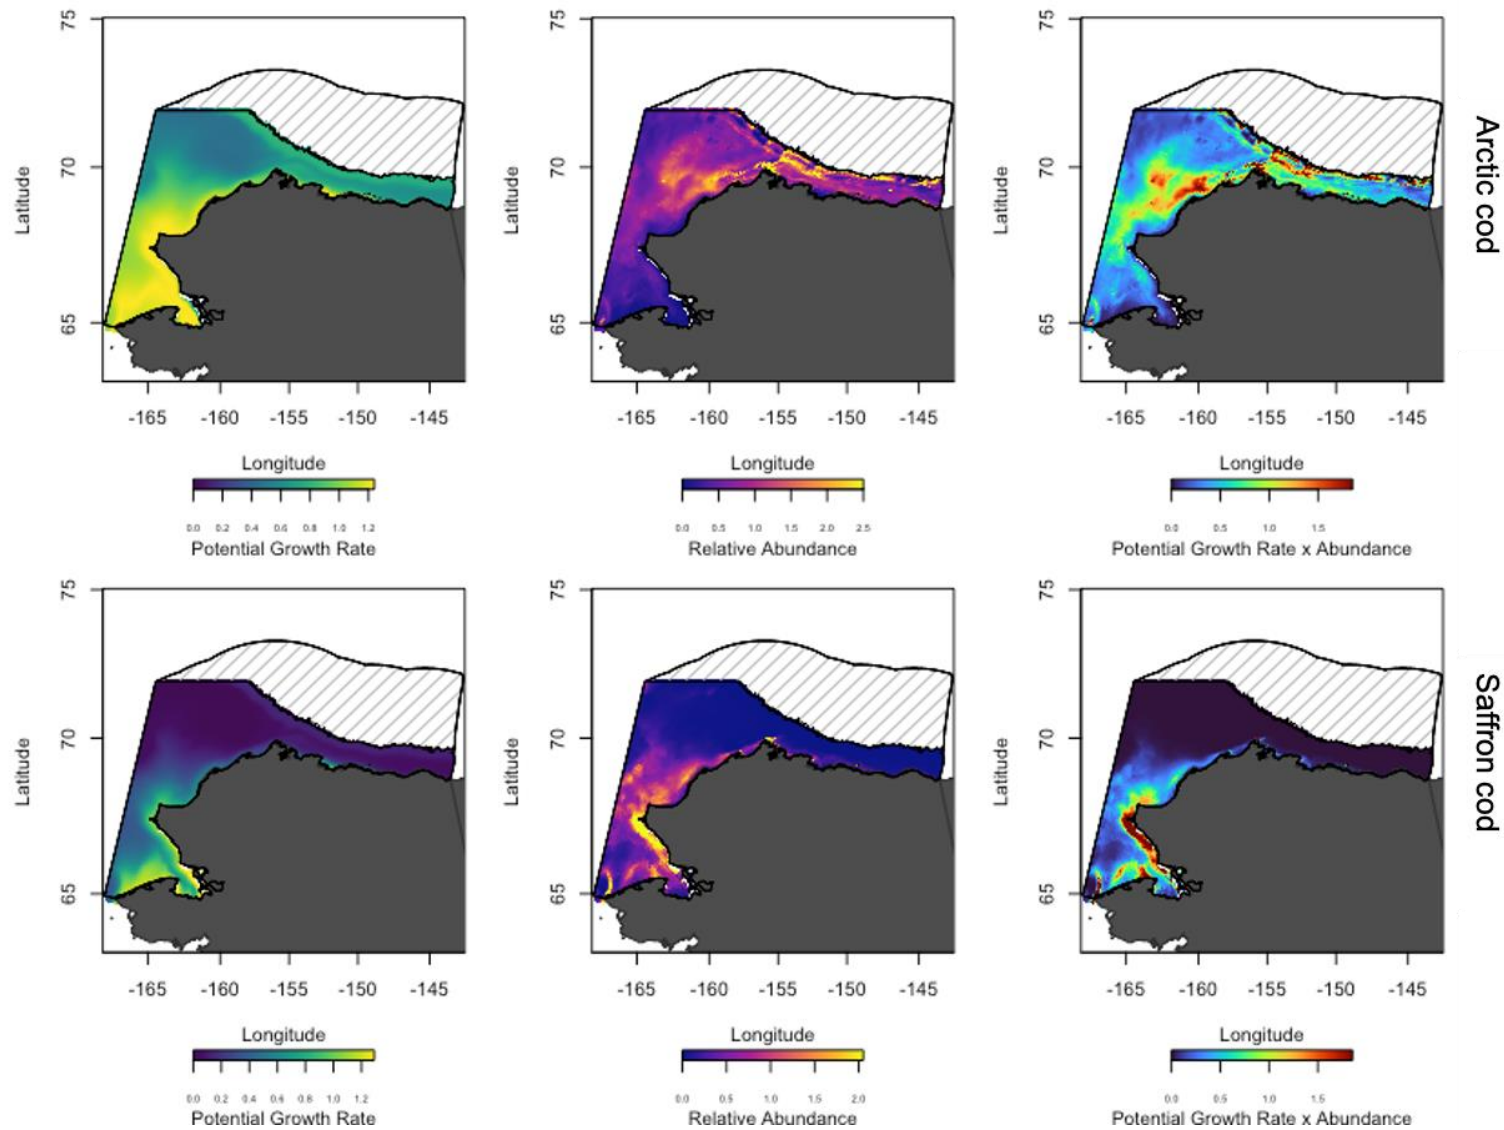 75 75 75
70 70 70
65 65 65
Latitude Latitude Latitude
Arctic cod
-165 -160 -155 -150 -145 -165 -160 -155 -150 -145 -165 -160 -155 -150 -145
Longitude Longitude Longitude
0.0 0.2 0.4 0.6 0.8 1.0 1.2 0.0 0.5 1.0 1.5 2.0 2.5 0.0 0.5 1.0 1.5
Potential Growth Rate Relative Abundance Potential Growth Rate x Abundance
75 75 75
70 70 70
65 65 65
Latitude Latitude Latitude
Saffron cod
-165 -160 -155 -150 -145 -165 -160 -155 -150 -145 -165 -160 -155 -150 -145
Longitude Longitude Longitude
0.0 0.2 0.4 0.6 0.8 1.0 1.2 0.0 0.5 1.0 1.5 2.0 0.0 0.5 1.0 1.5
Potential Growth Rate Relative Abundance Potential Growth Rate x Abundance